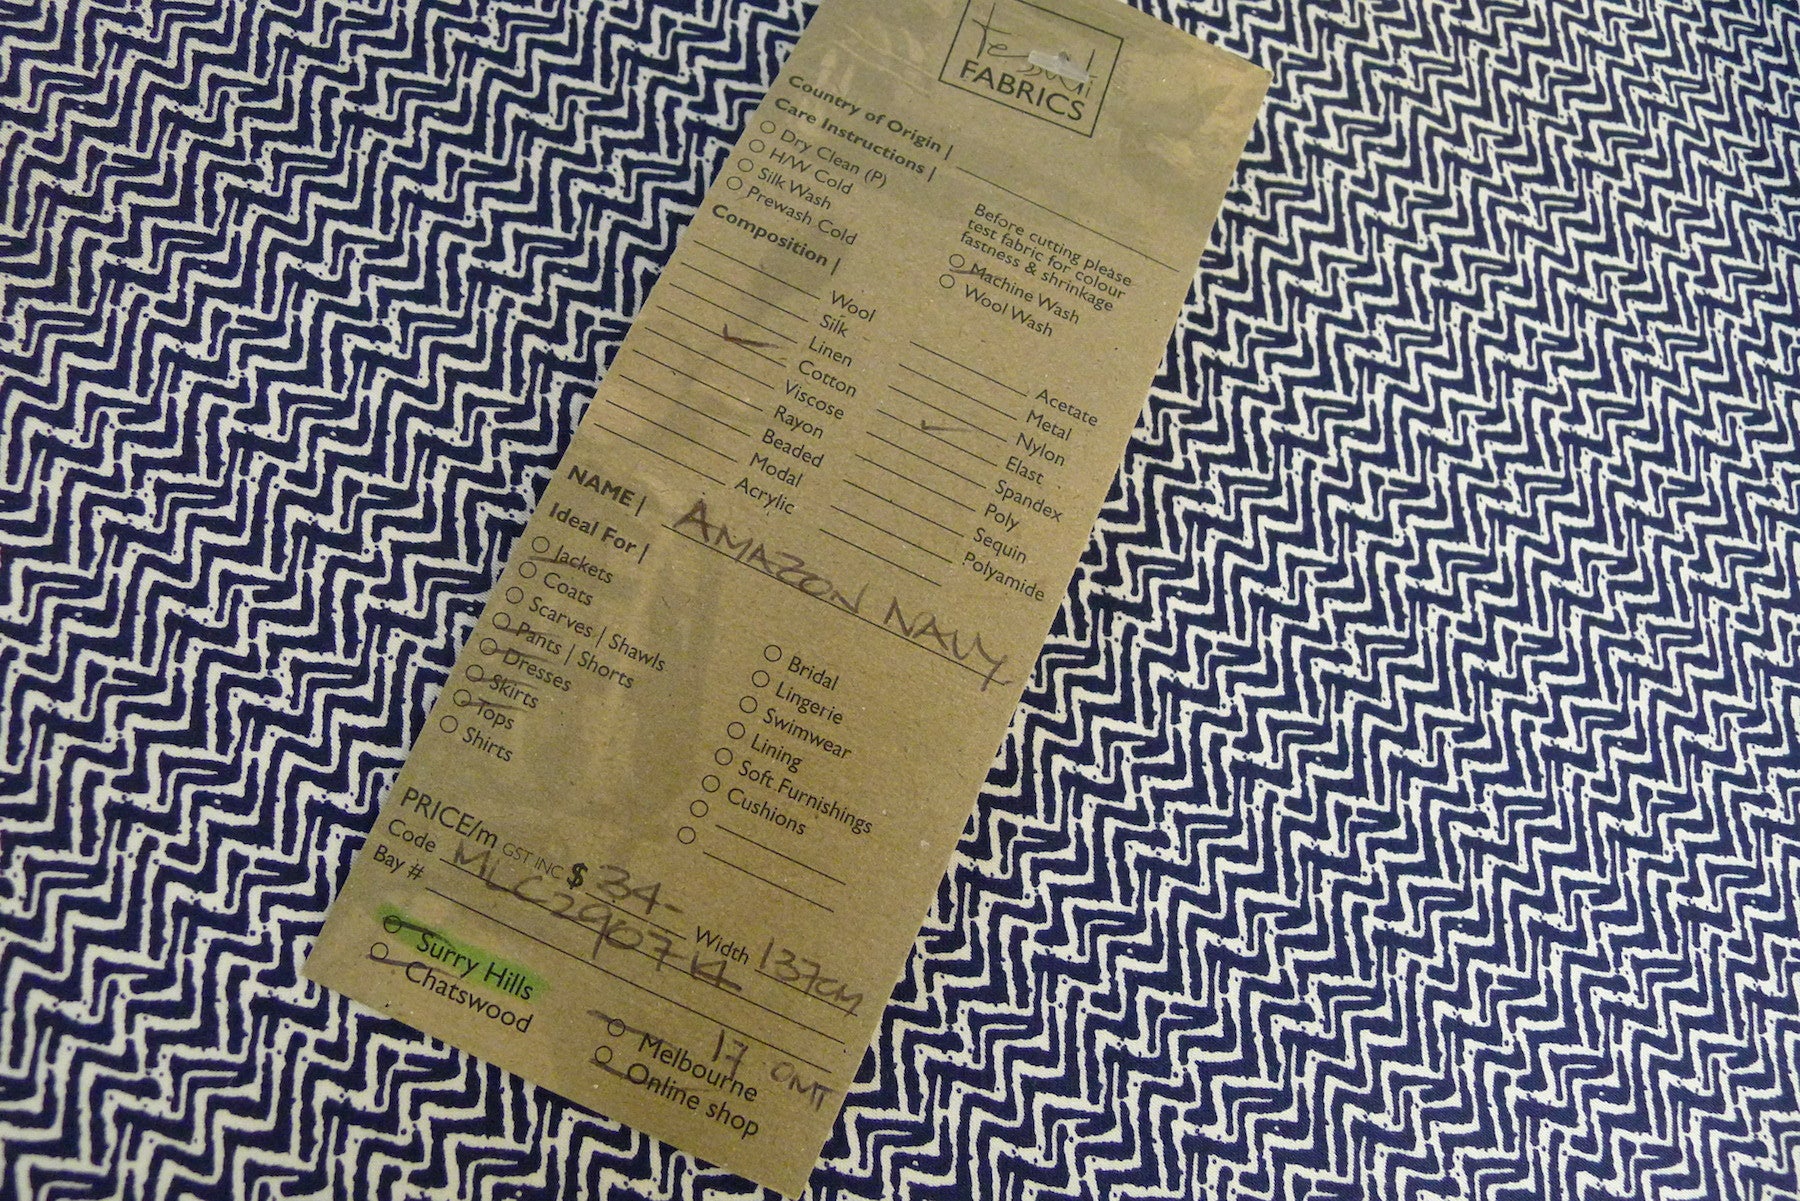 Tessuti
FABRICS
Country of Origin |
Care Instructions |
Dry Clean (P)
H/W Cold
Silk Wash
Prewash Cold
Before cutting please
test fabric for colour
fastness & shrinkage
Machine Wash
Wool Wash
Composition |
Wool
Silk
Linen
Cotton
Viscose
Rayon
Beaded
Modal
Acrylic
Acetate
Metal
Nylon
Elast
Spandex
Poly
Sequin
Polyamide
NAME | AMAZON NAVY
Ideal For |
Jackets
Coats
Scarves | Shawls
Pants | Shorts
Dresses
Skirts
Tops
Shirts
Bridal
Lingerie
Swimwear
Lining
Soft Furnishings
Cushions
PRICE/m GST INC $ 34-
Code MLC2907 Width 137cm
Bay #
Surry Hills
Chatswood
Melbourne
Online shop
17 OMT